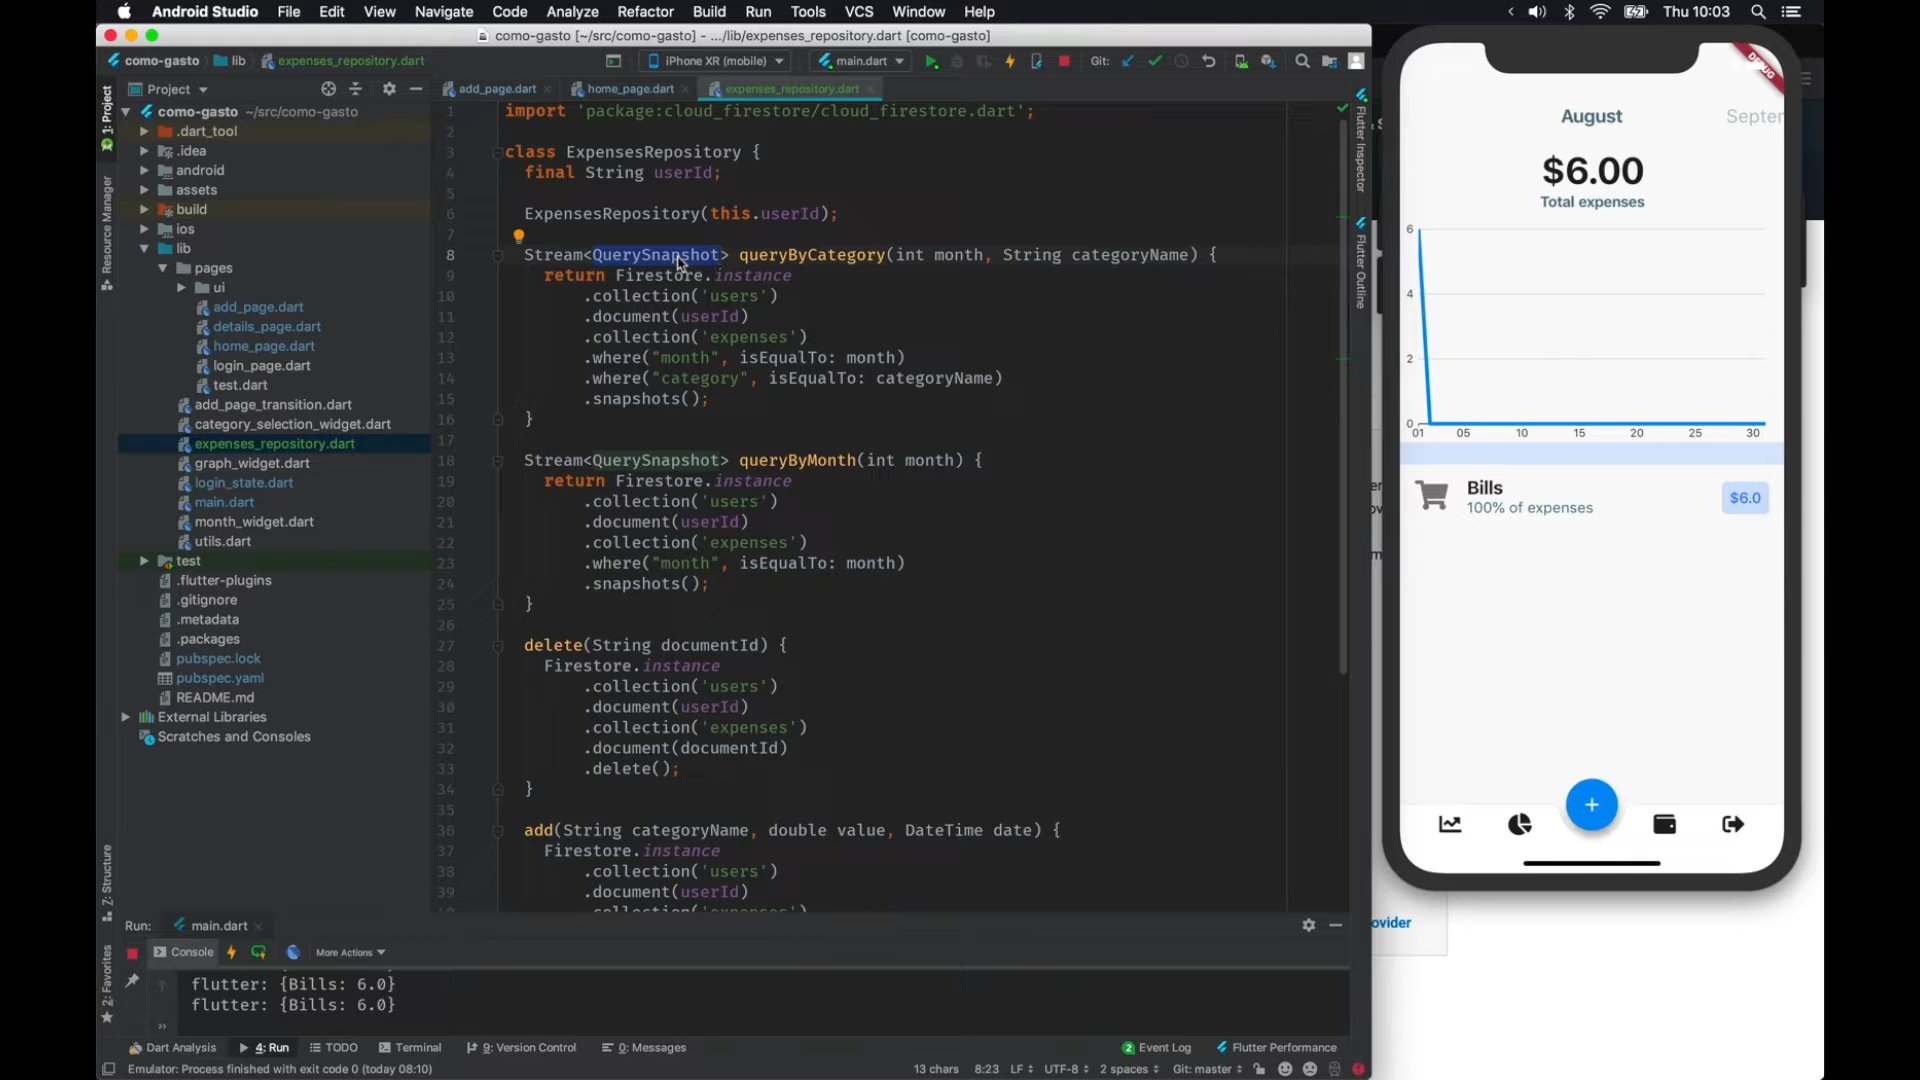 Android Studio File Edit View Navigate Code Analyze Refactor Build Run Tools VCS Window Help
Thu 10:03
como-gasto [~/src/como-gasto] - .../lib/expenses_repository.dart [como-gasto]
como-gasto lib expenses_repository.dart
iPhone XR (mobile) main.dart Git:
Project
add_page.dart home_page.dart expenses_repository.dart
1: Project
Resource Manager
Z: Structure
2: Favorites
Flutter Inspector
Flutter Outline
como-gasto ~/src/como-gasto
.dart_tool
.idea
android
assets
build
ios
lib
pages
ui
add_page.dart
details_page.dart
home_page.dart
login_page.dart
test.dart
add_page_transition.dart
category_selection_widget.dart
expenses_repository.dart
graph_widget.dart
login_state.dart
main.dart
month_widget.dart
utils.dart
test
.flutter-plugins
.gitignore
.metadata
.packages
pubspec.lock
pubspec.yaml
README.md
External Libraries
Scratches and Consoles
1 import 'package:cloud_firestore/cloud_firestore.dart';
2
3 class ExpensesRepository {
4 final String userId;
5
6 ExpensesRepository(this.userId);
7
8 Stream<QuerySnapshot> queryByCategory(int month, String categoryName) {
9 return Firestore.instance
10 .collection('users')
11 .document(userId)
12 .collection('expenses')
13 .where("month", isEqualTo: month)
14 .where("category", isEqualTo: categoryName)
15 .snapshots();
16 }
17
18 Stream<QuerySnapshot> queryByMonth(int month) {
19 return Firestore.instance
20 .collection('users')
21 .document(userId)
22 .collection('expenses')
23 .where("month", isEqualTo: month)
24 .snapshots();
25 }
26
27 delete(String documentId) {
28 Firestore.instance
29 .collection('users')
30 .document(userId)
31 .collection('expenses')
32 .document(documentId)
33 .delete();
34 }
35
36 add(String categoryName, double value, DateTime date) {
37 Firestore.instance
38 .collection('users')
39 .document(userId)
Run: main.dart
Console More Actions
flutter: {Bills: 6.0}
flutter: {Bills: 6.0}
Dart Analysis 4: Run TODO Terminal 9: Version Control 0: Messages 2 Event Log Flutter Performance
Emulator: Process finished with exit code 0 (today 08:10) 13 chars 8:23 LF UTF-8 2 spaces Git: master
DEBUG
August Septer
$6.00
Total expenses
6
4
2
0
01 05 10 15 20 25 30
Bills
100% of expenses
$6.0
+
ovider